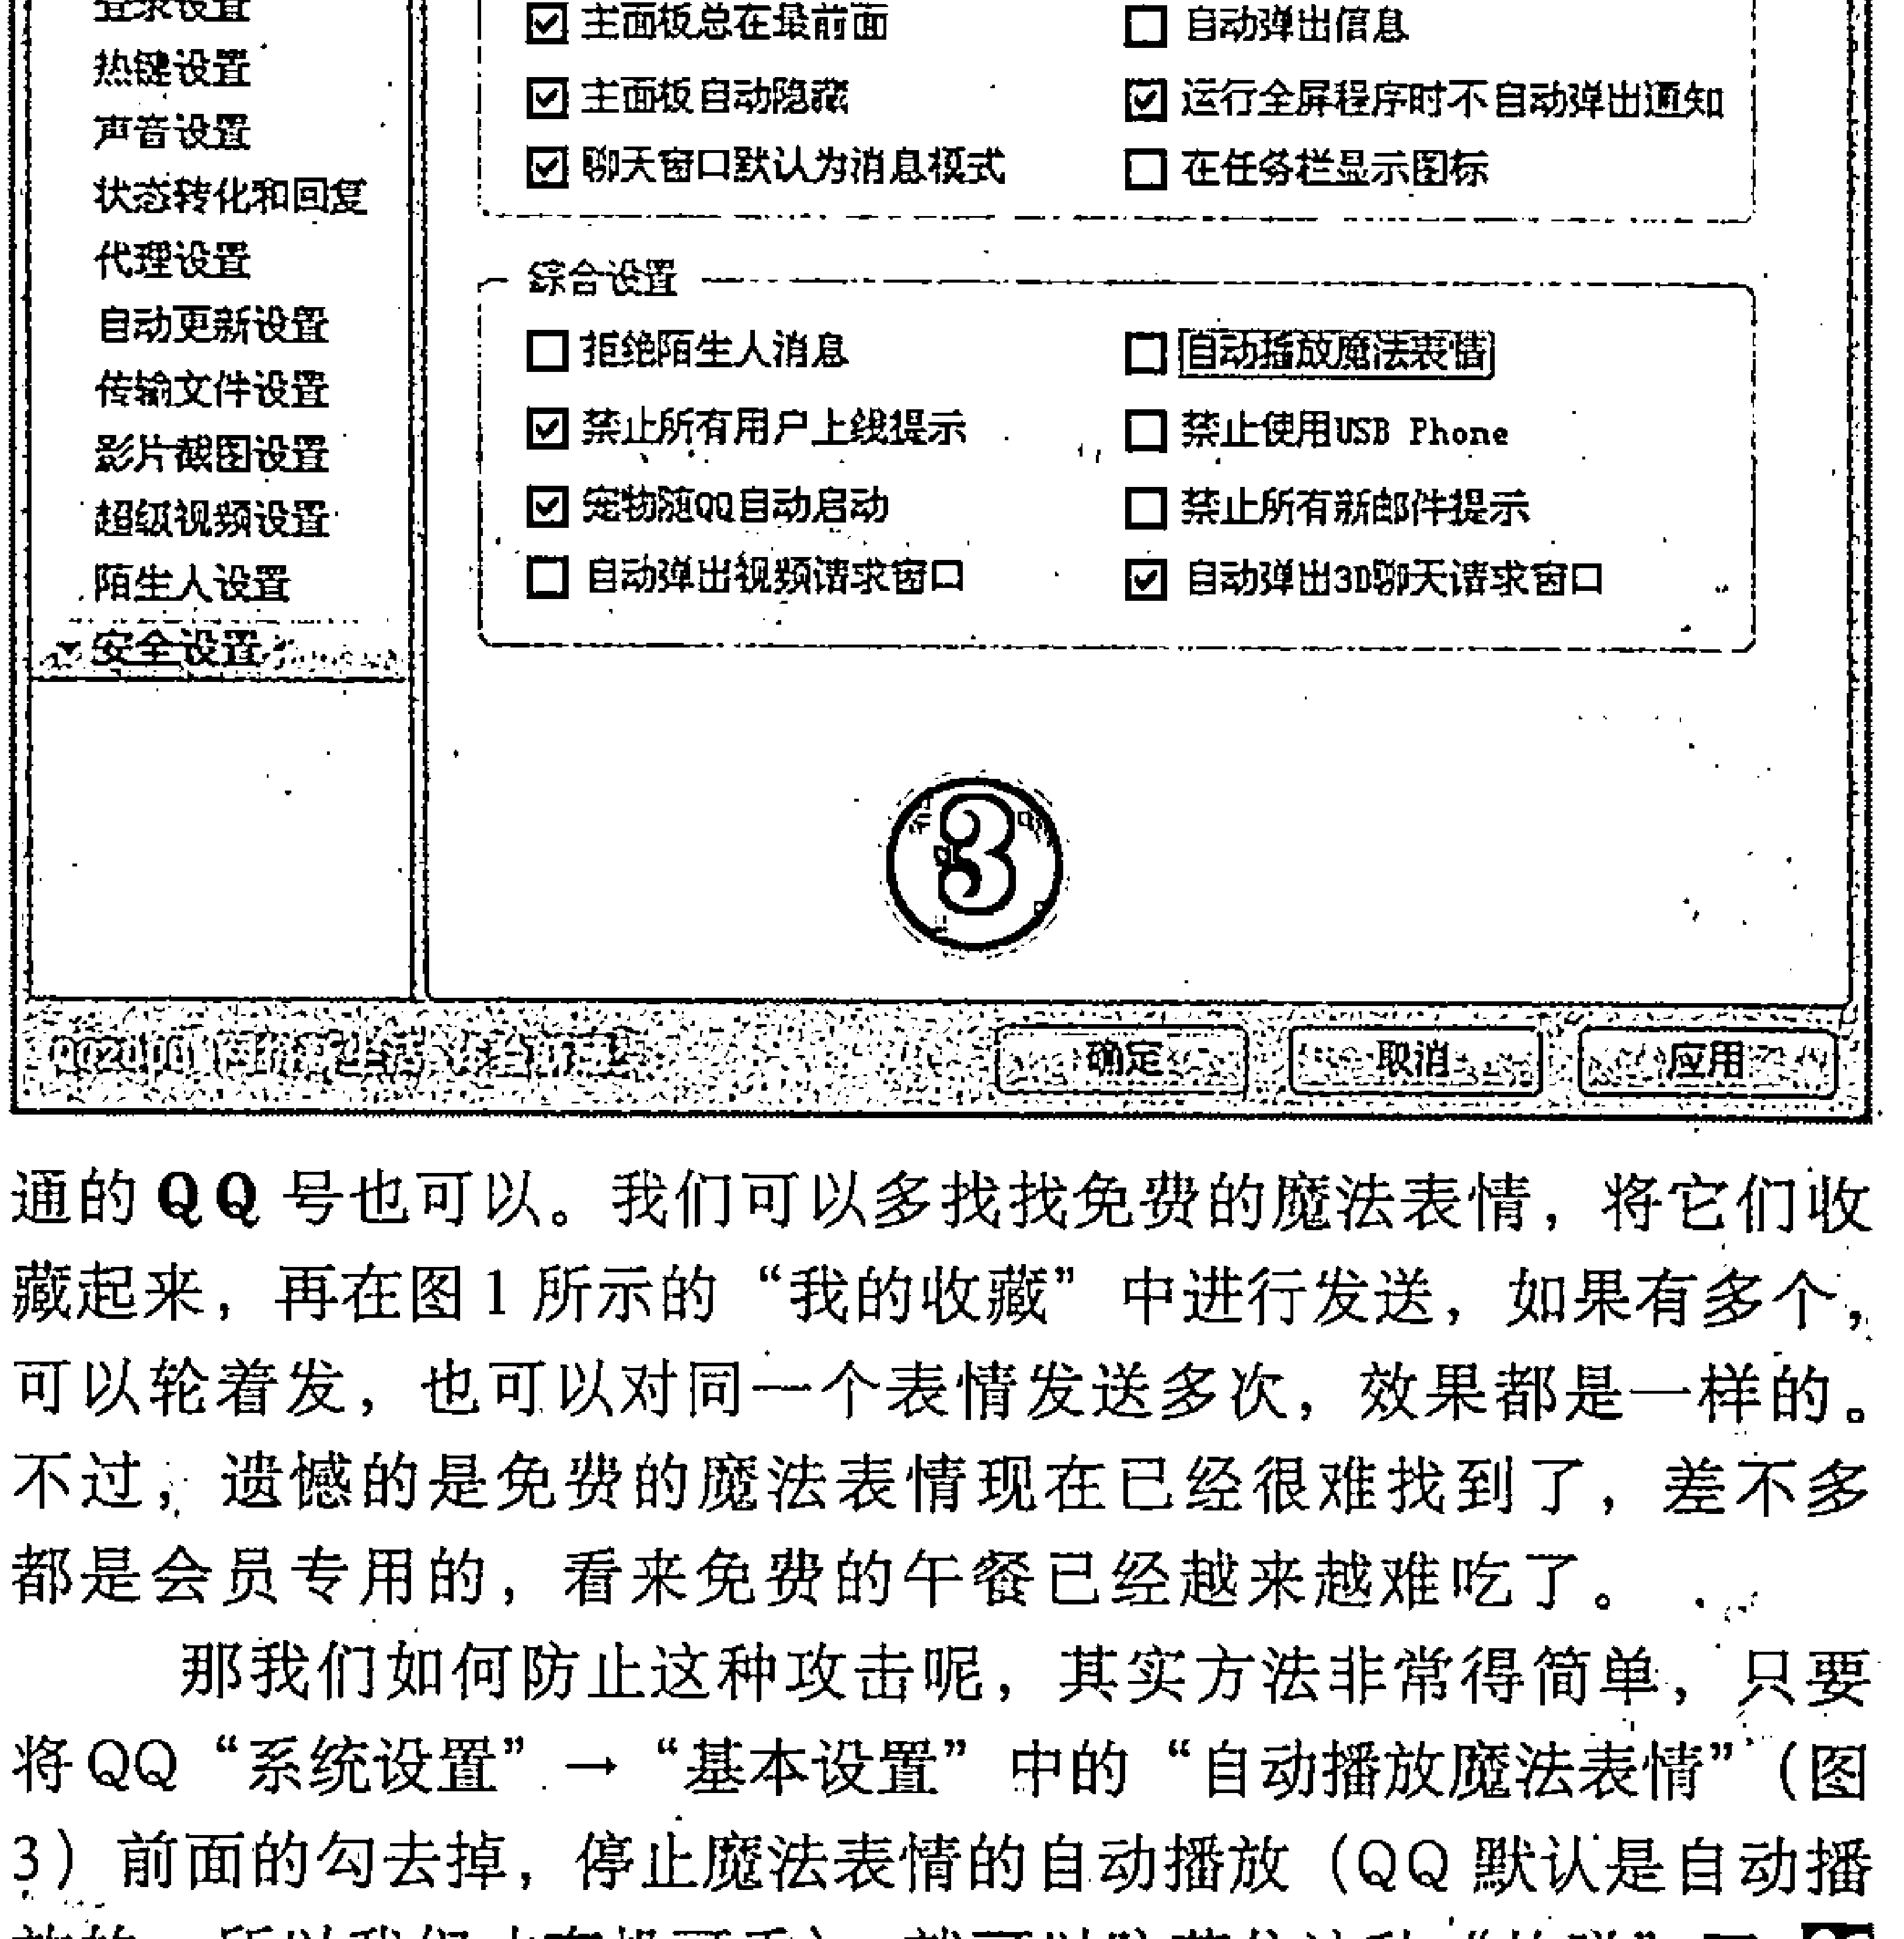 登录设置
热键设置
声音设置
状态转化和回复
代理设置
自动更新设置
传输文件设置
影片截图设置
超级视频设置
陌生人设置
安全设置
主面板总在最前面
自动弹出信息
主面板自动隐藏
运行全屏程序时不自动弹出通知
聊天窗口默认为消息模式
在任务栏显示图标
综合设置
拒绝陌生人消息
自动播放魔法表情
禁止所有用户上线提示
禁止使用USB Phone
宠物随QQ自动启动
禁止所有新邮件提示
自动弹出视频请求窗口
自动弹出3D聊天请求窗口
3
确定
取消
应用
通的QQ号也可以。我们可以多找找免费的魔法表情，将它们收
藏起来，再在图1所示的“我的收藏”中进行发送，如果有多个，
可以轮着发，也可以对同一个表情发送多次，效果都是一样的。
不过，遗憾的是免费的魔法表情现在已经很难找到了，差不多
都是会员专用的，看来免费的午餐已经越来越难吃了。
那我们如何防止这种攻击呢，其实方法非常得简单，只要
将QQ“系统设置”→“基本设置”中的“自动播放魔法表情”（图
3）前面的勾去掉，停止魔法表情的自动播放（QQ默认是自动播